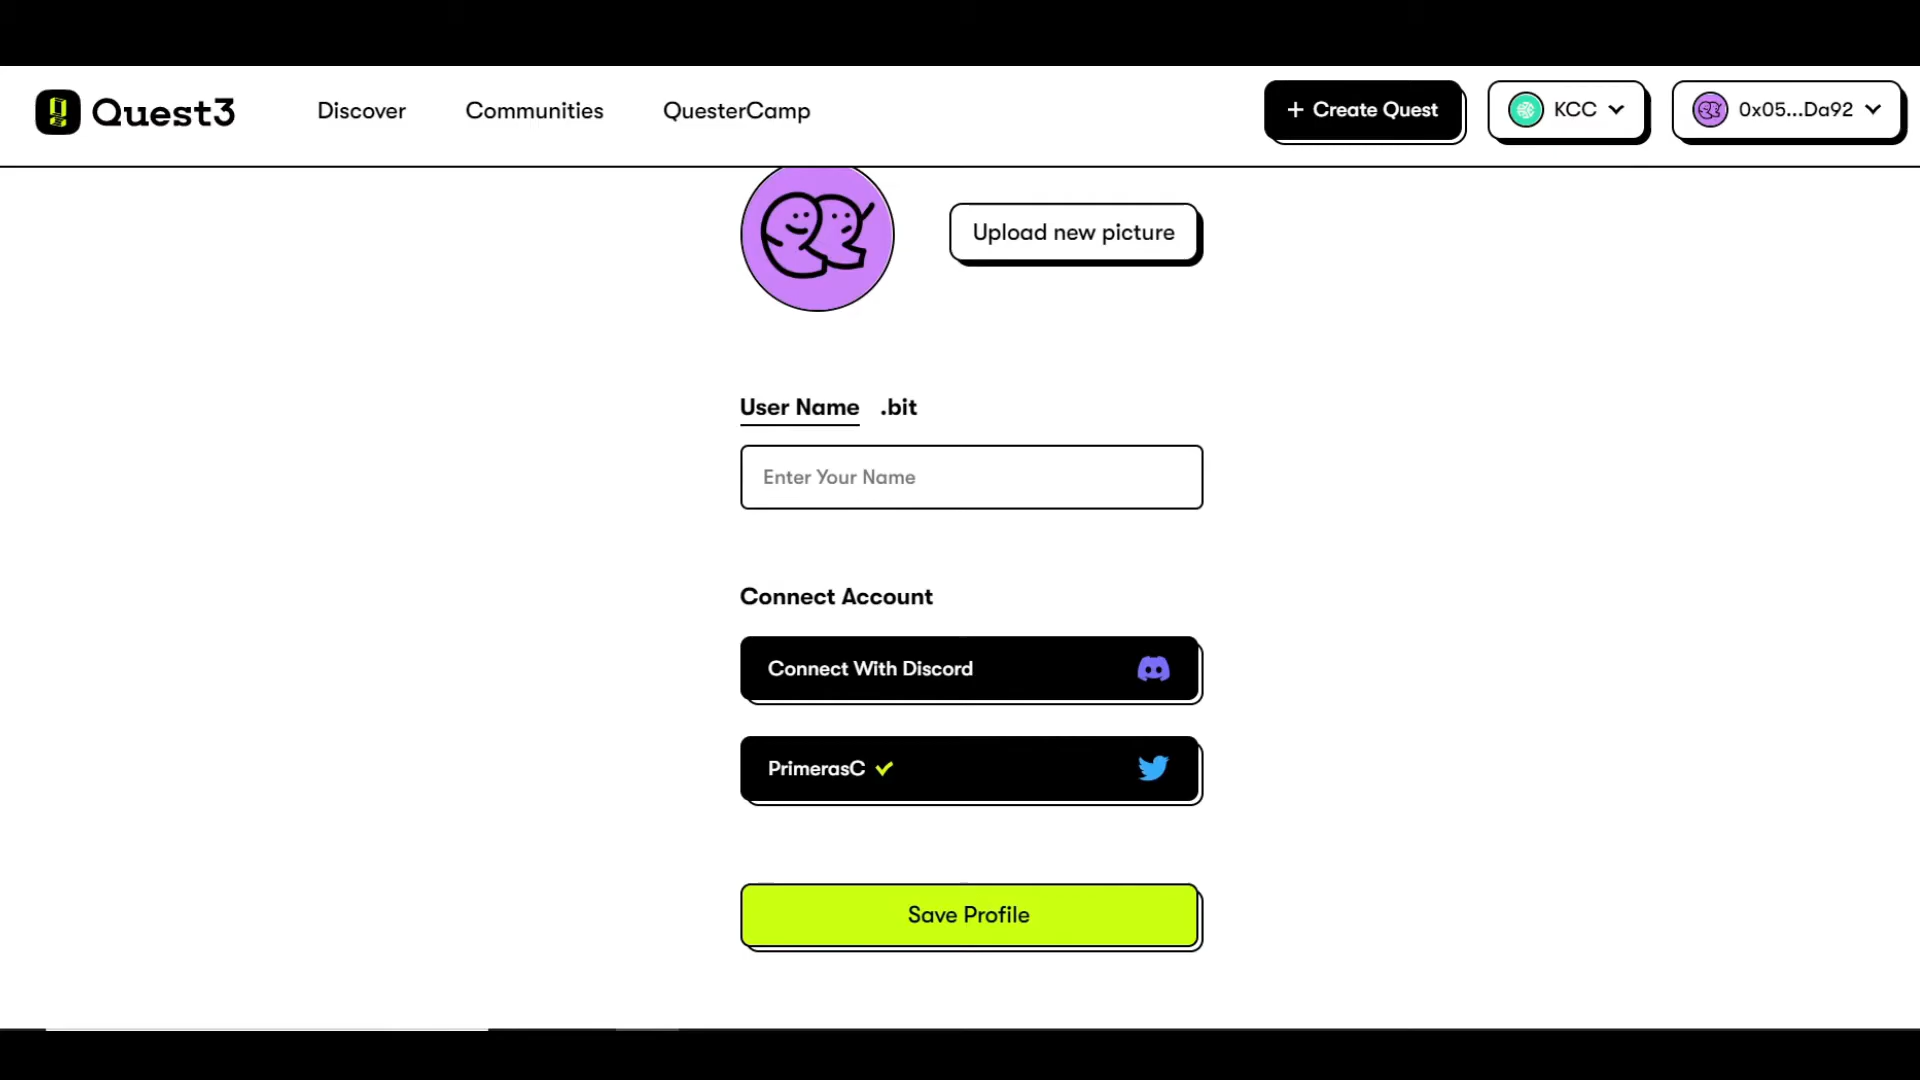 Quest3
Discover
Communities
QuesterCamp
+ Create Quest
KCC
0x05...Da92
Upload new picture
User Name
.bit
Enter Your Name
Connect Account
Connect With Discord
PrimerasC
Save Profile